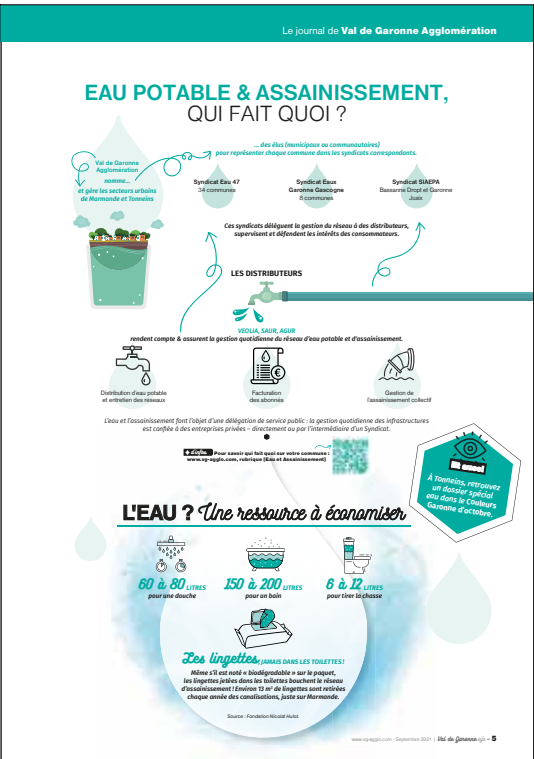 Le journal de Val de Garonne Agglomération
EAU POTABLE & ASSAINISSEMENT,
QUI FAIT QUOI ?
Val de Garonne
Agglomération
nomme...
et gère les secteurs urbains
de Marmande et Tonneins
... des élus (municipaux ou communautaires)
pour représenter chaque commune dans les syndicats correspondants.
Syndicat Eau 47
34 communes
Syndicat Eaux
Garonne Gascogne
8 communes
Syndicat SIAEPA
Bassanne Dropt et Garonne
Jusix
Ces syndicats délèguent la gestion du réseau à des distributeurs,
supervisent et défendent les intérêts des consommateurs.
LES DISTRIBUTEURS
VEOLIA, SAUR, AGUR
rendent compte & assurent la gestion quotidienne du réseau d'eau potable et d'assainissement.
Distribution d'eau potable
et entretien des réseaux
Facturation
des abonnés
Gestion de
l'assainissement collectif
L'eau et l'assainissement font l'objet d'une délégation de service public : la gestion quotidienne des infrastructures
est confiée à des entreprises privées – directement ou par l'intermédiaire d'un Syndicat.
+ d'infos Pour savoir qui fait quoi sur votre commune :
www.vg-agglo.com, rubrique [Eau et Assainissement]
À Tonneins, retrouvez
un dossier spécial
eau dans le Couleurs
Garonne d'octobre.
L'EAU ? Une ressource à économiser
60 à 80 LITRES
pour une douche
150 à 200 LITRES
pour un bain
6 à 12 LITRES
pour tirer la chasse
Les lingettes, JAMAIS DANS LES TOILETTES !
Même s'il est noté « biodégradable » sur le paquet,
les lingettes jetées dans les toilettes bouchent le réseau
d'assainissement ! Environ 13 m³ de lingettes sont retirées
chaque année des canalisations, juste sur Marmande.
Source : Fondation Nicolat Hulot.
www.vg-agglo.com - Septembre 2021 | Val de Garonne agglo - 5